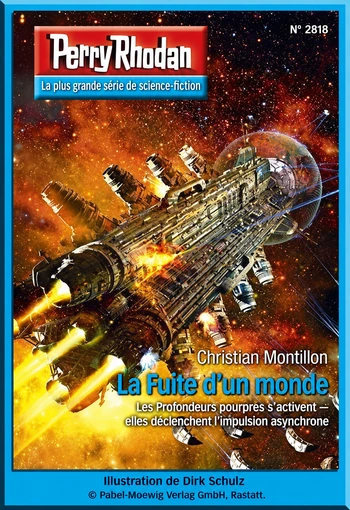 N° 2818
Perry Rhodan
La plus grande série de science-fiction
Christian Montillon
La Fuite d'un monde
Les Profondeurs pourpres s'activent —
elles déclenchent l'impulsion asynchrone
Illustration de Dirk Schulz
© Pabel-Moewig Verlag GmbH, Rastatt.